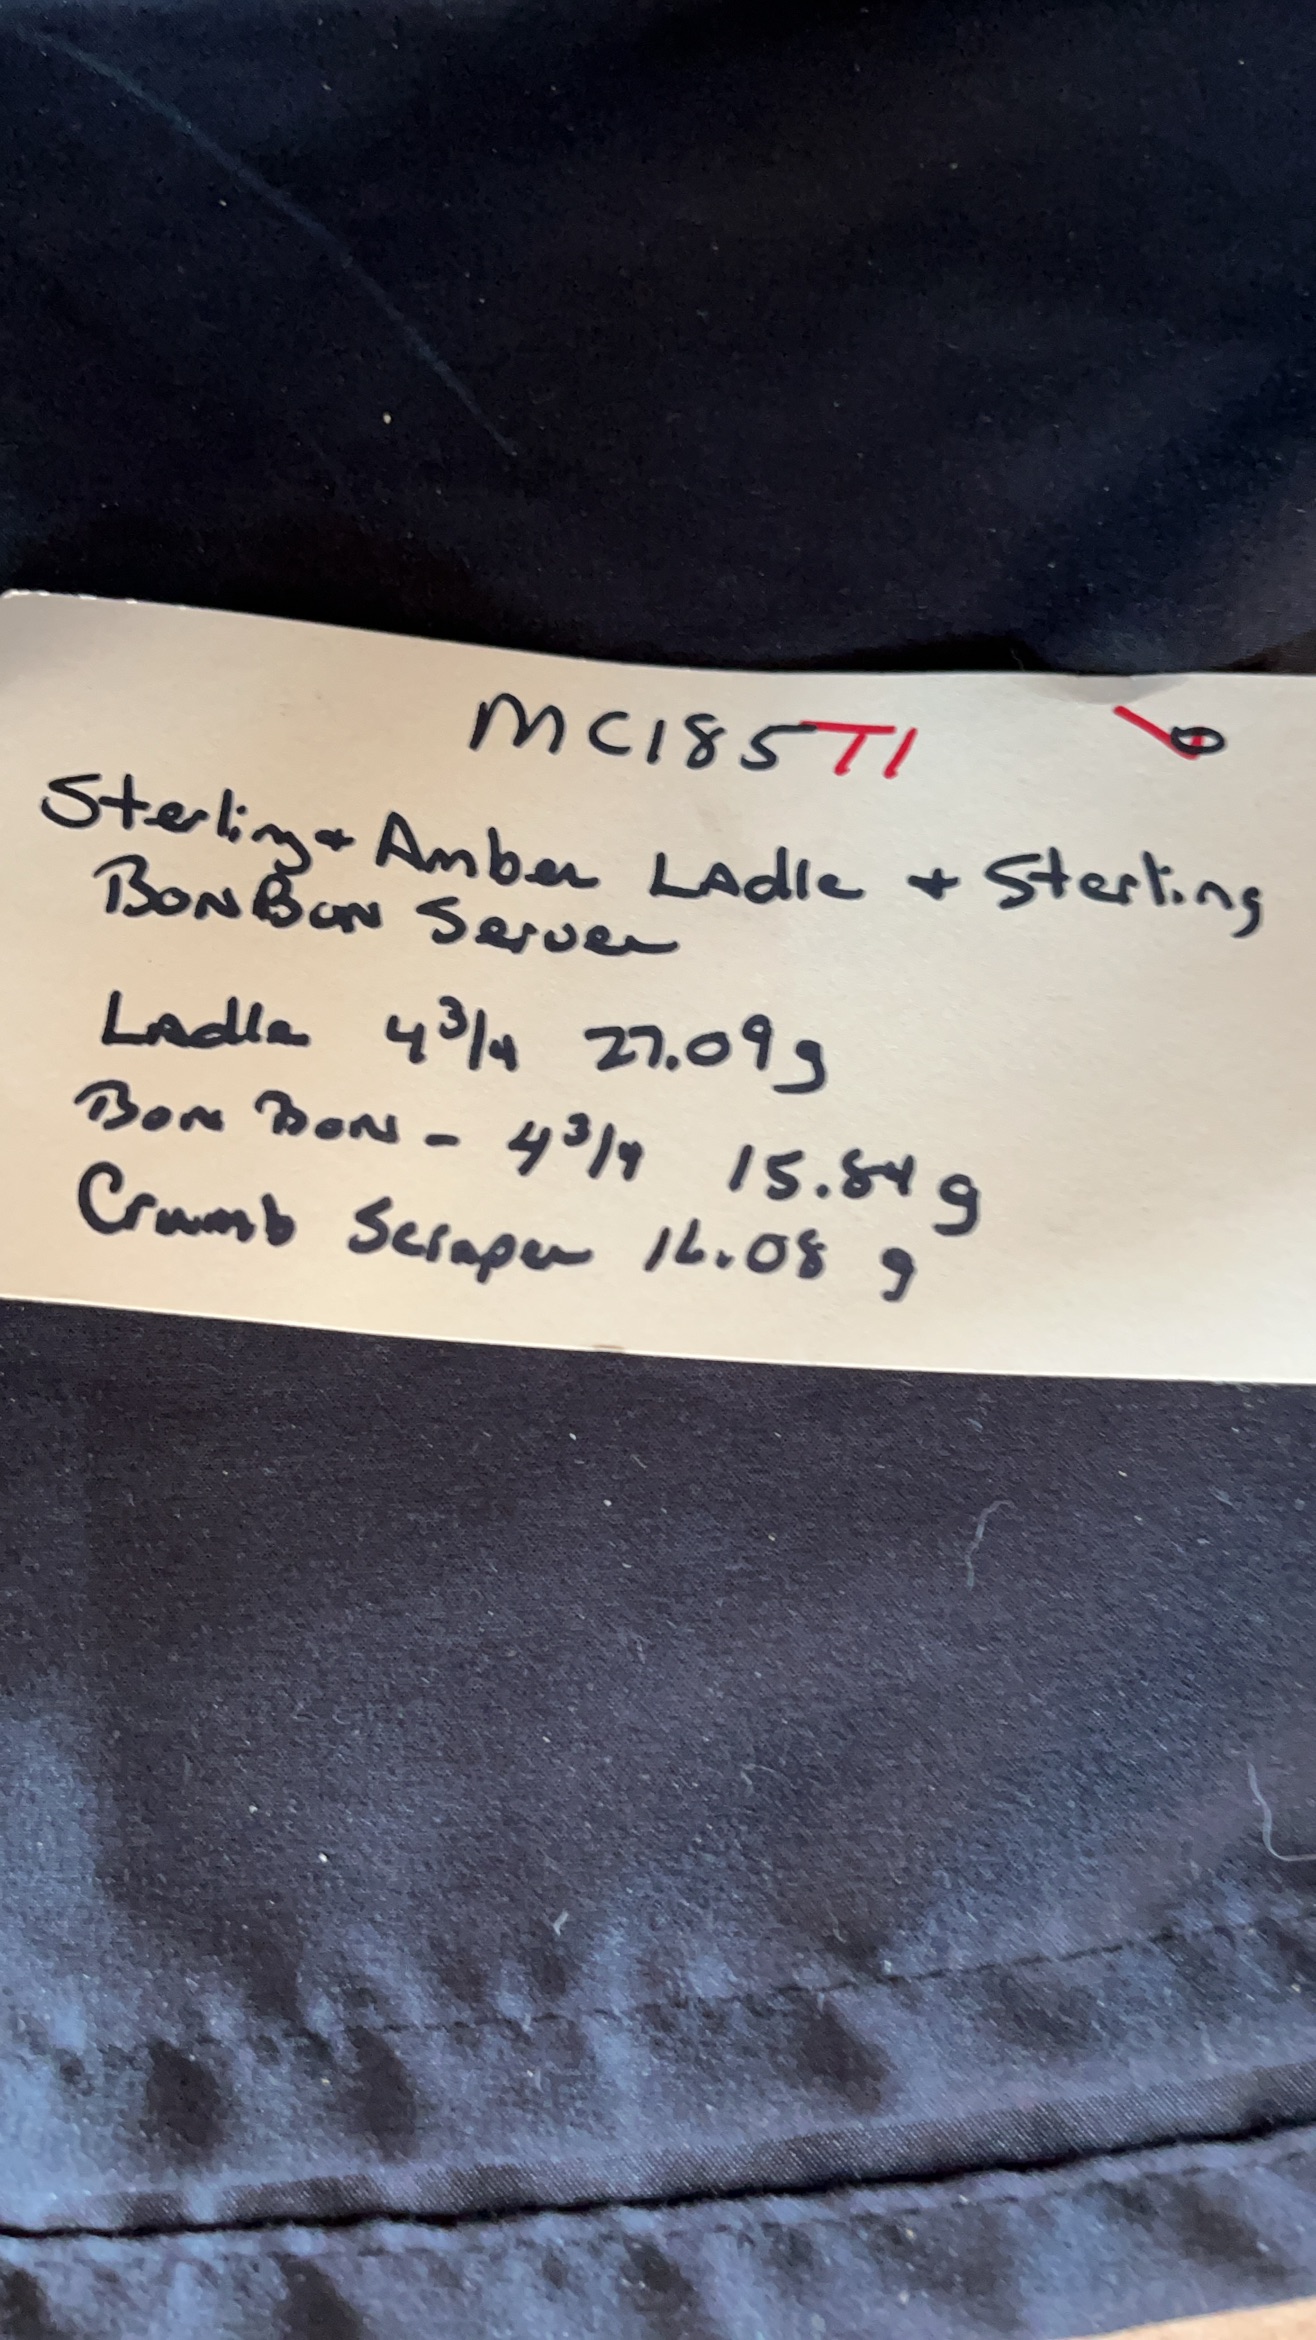 MC185T1
Sterling + Amber Ladle + Sterling
BonBon Server
Ladle 4 3/4 27.09g
Bon Bon - 4 3/4 15.84g
Crumb Scraper 16.08 g